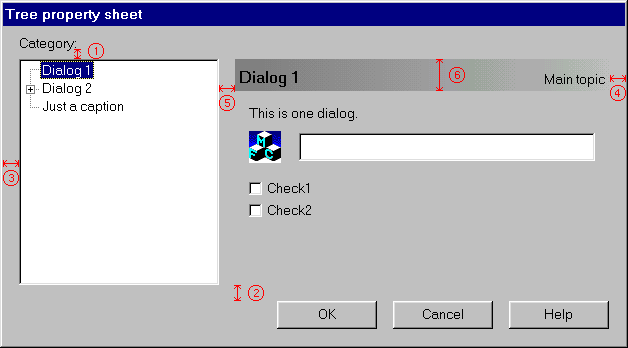 Tree property sheet
Category:
1
Dialog 1
Dialog 2
Just a caption
3
Dialog 1
6
Main topic
4
5
This is one dialog.
M
F C
Check1
Check2
2
OK
Cancel
Help